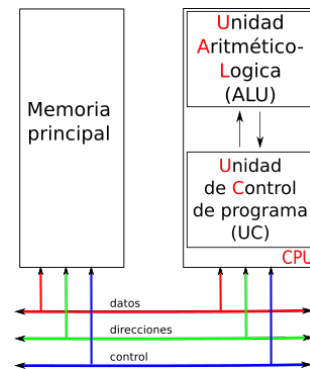 Memoria
principal
Unidad
Aritmético-
Logica
(ALU)
Unidad
de Control
de programa
(UC)
CPU
datos
direcciones
control